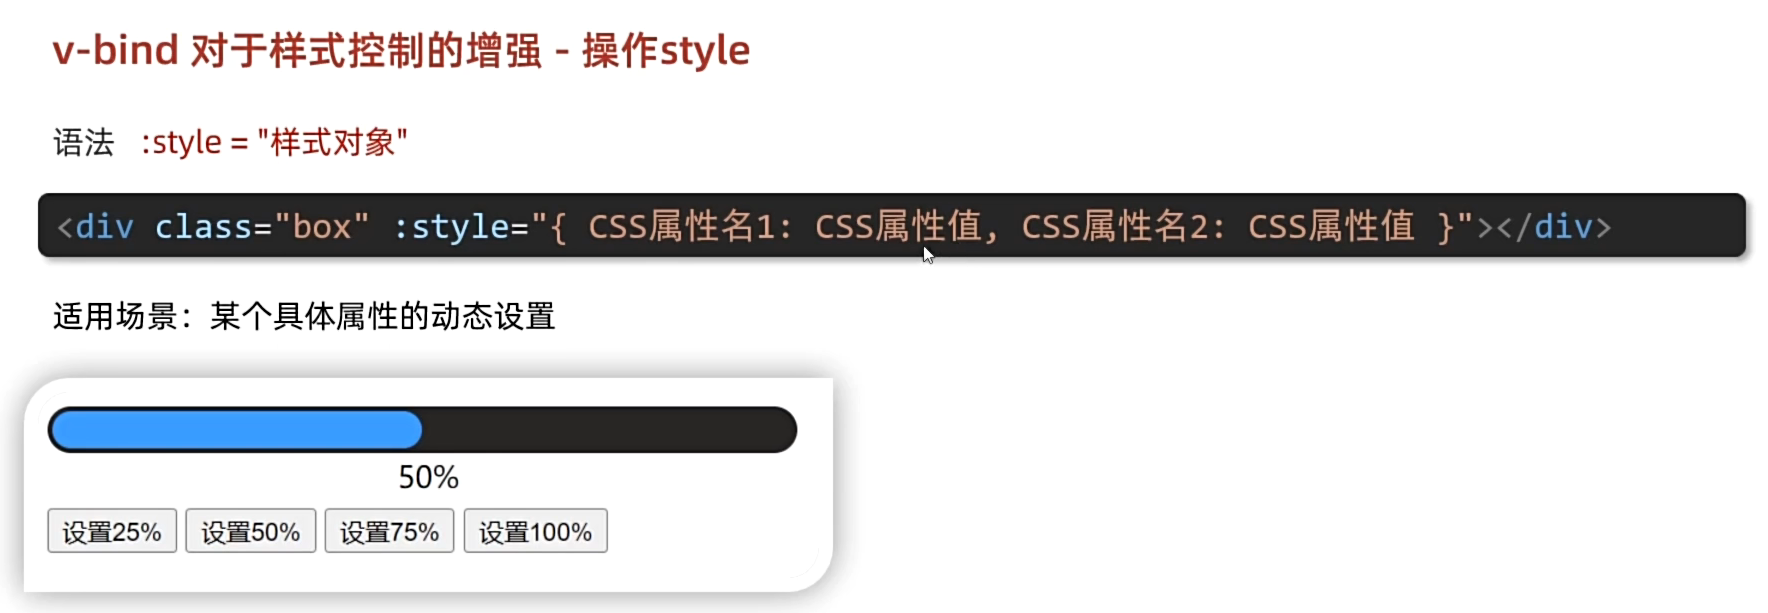 v-bind 对于样式控制的增强 - 操作style
语法 :style = "样式对象"
<div class="box" :style="{ CSS属性名1: CSS属性值, CSS属性名2: CSS属性值 }"></div>
适用场景：某个具体属性的动态设置
50%
设置25% 设置50% 设置75% 设置100%